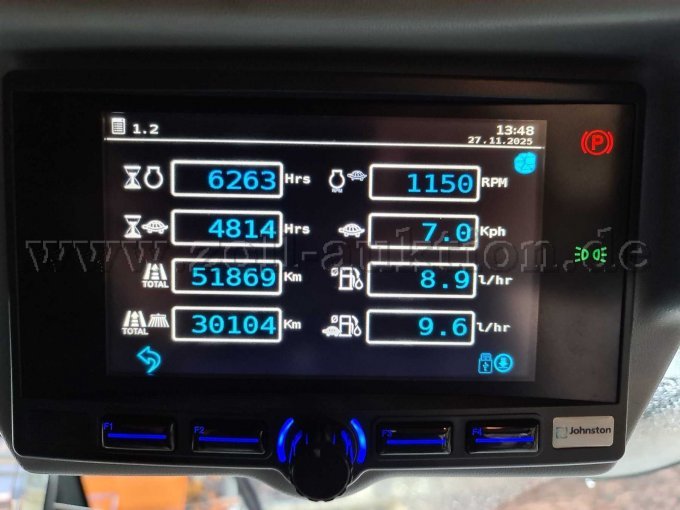 1.2
13:48
27.11.2025
6263 Hrs
1150 RPM
RPM
4814 Hrs
7.0 Kph
www.zoll-auktion.de
TOTAL 51869 Km
8.9 l/hr
TOTAL 30104 Km
9.6 l/hr
P
F1
F2
F3
F4
Johnston